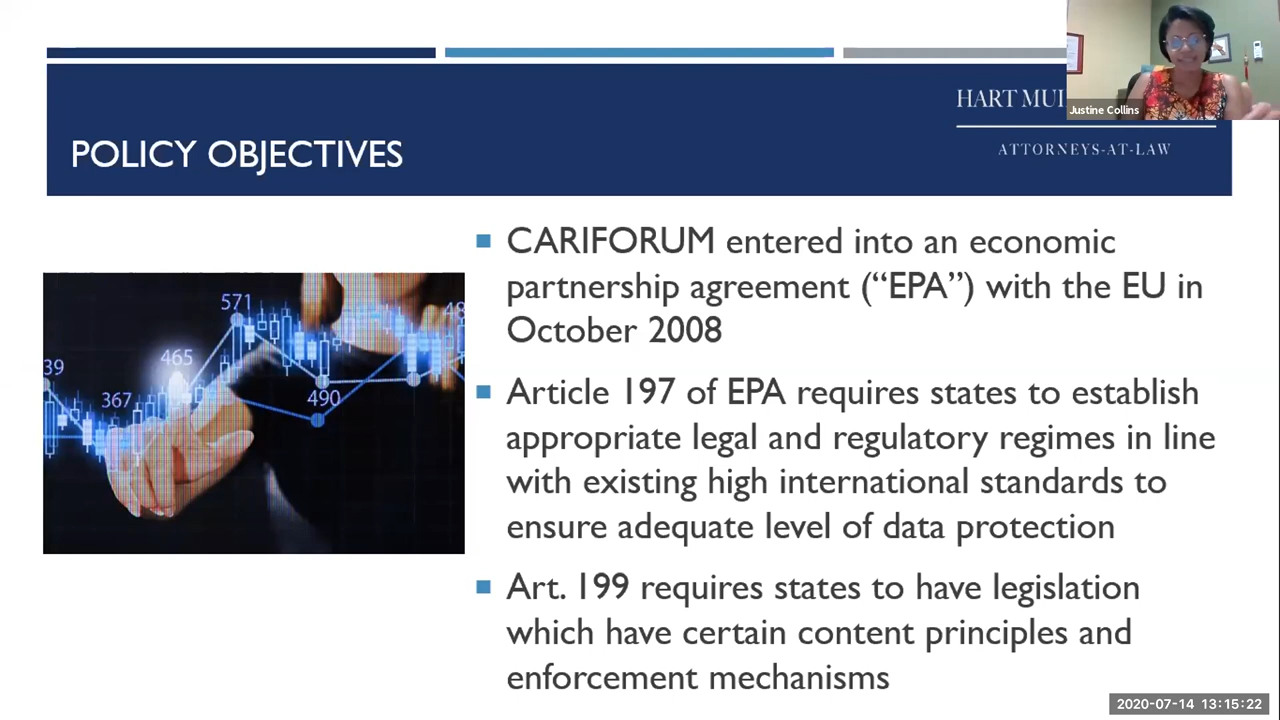 HART MU
Justine Collins
ATTORNEYS-AT-LAW
POLICY OBJECTIVES
CARIFORUM entered into an economic
partnership agreement (“EPA”) with the EU in
October 2008
Article 197 of EPA requires states to establish
appropriate legal and regulatory regimes in line
with existing high international standards to
ensure adequate level of data protection
Art. 199 requires states to have legislation
which have certain content principles and
enforcement mechanisms
571
48
465
39
367
490
2020-07-14 13:15:22